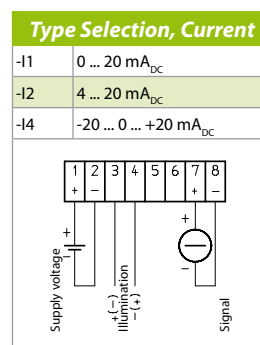 Type Selection, Current
-I1 0 ... 20 mADC
-I2 4 ... 20 mADC
-I4 -20 ... 0 ... +20 mADC
1 2 3 4 5 6 7 8
+ – + –
+
–
+
–
Supply voltage
+(–)
Illumination
–(+)
Signal